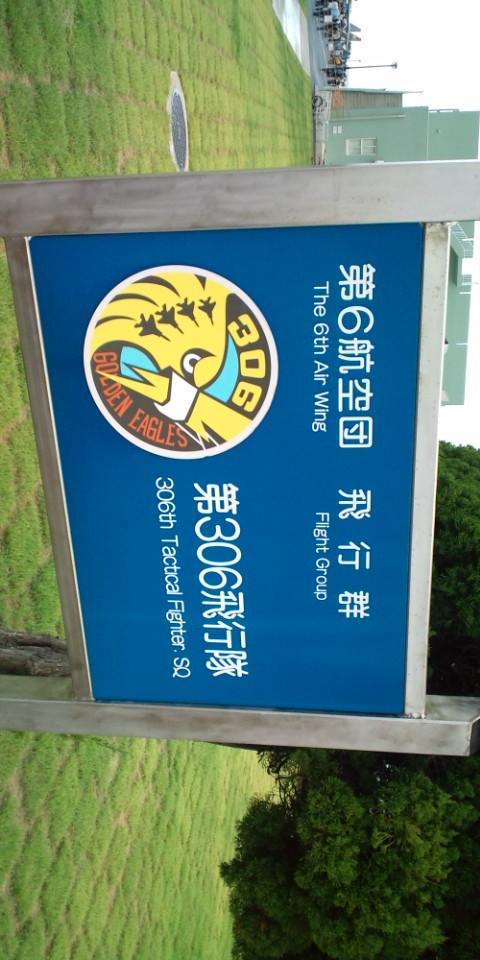 第6航空団 飛行群
The 6th Air Wing Flight Group
306
GOLDEN EAGLES
第306飛行隊
306th Tactical Fighter. SQ